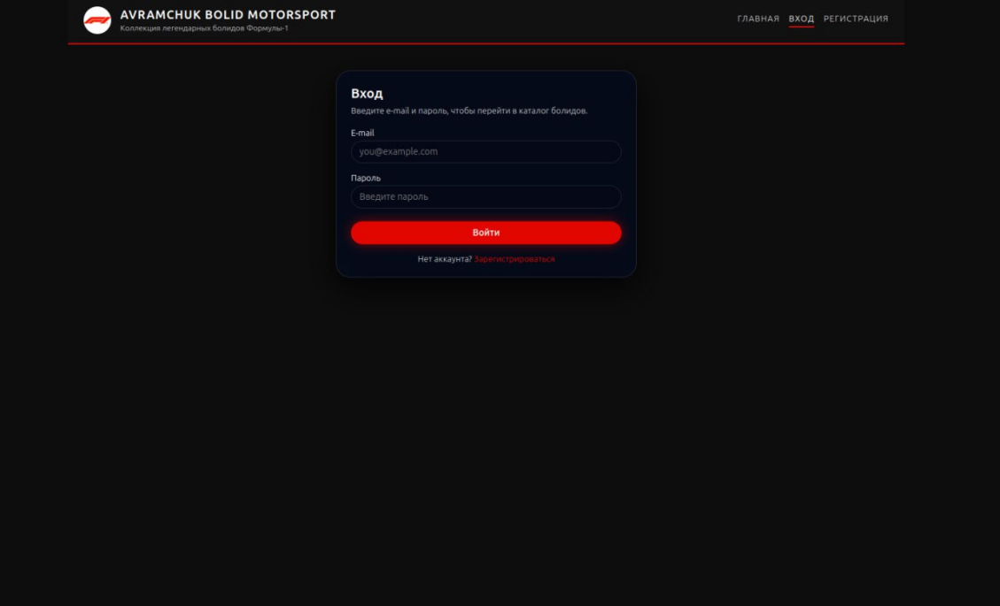 AVRAMCHUK BOLID MOTORSPORT
Коллекция легендарных болидов Формулы-1
ГЛАВНАЯ ВХОД РЕГИСТРАЦИЯ
Вход
Введите e-mail и пароль, чтобы перейти в каталог болидов.
E-mail
you@example.com
Пароль
Введите пароль
Войти
Нет аккаунта? Зарегистрироваться